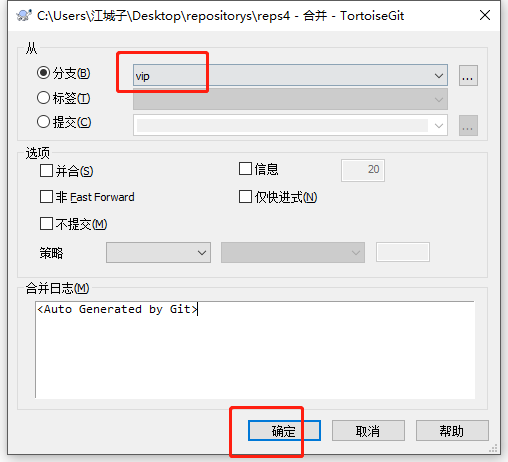 C:\Users\江城子\Desktop\repositorys\reps4 - 合并 - TortoiseGit
从
分支(B)
vip
...
标签(T)
提交(C)
...
选项
并合(S)
信息
20
非 Fast Forward
仅快进式(N)
不提交(M)
策略
合并日志(M)
<Auto Generated by Git>
确定
取消
帮助